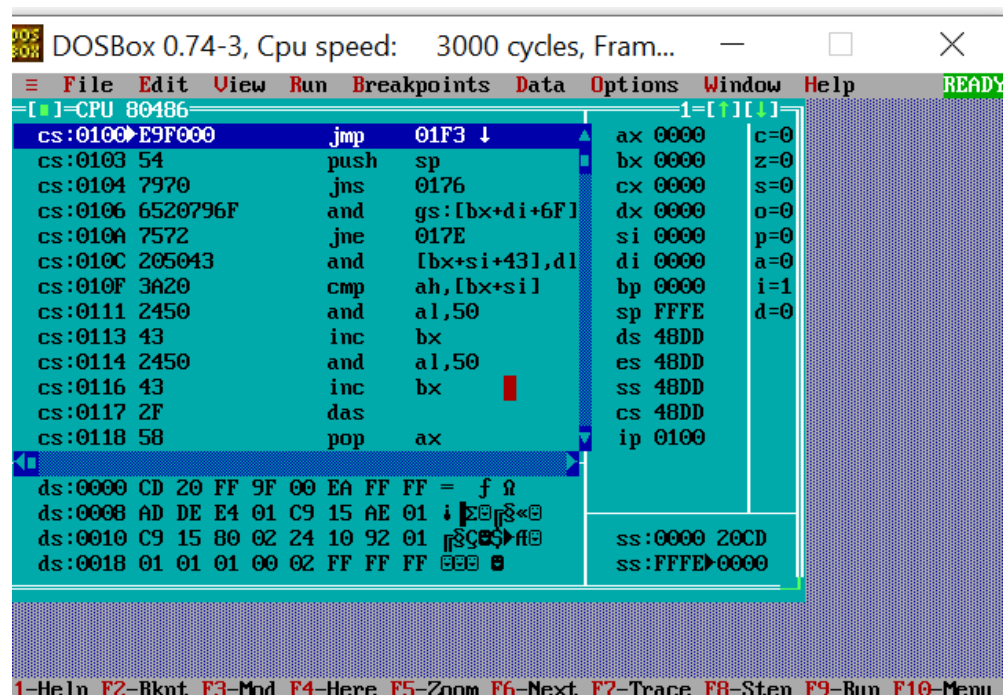 DOSBox 0.74-3, Cpu speed: 3000 cycles, Fram...
≡ File Edit View Run Breakpoints Data Options Window Help READY
=[■]=CPU 80486 1=[↑][↓]
cs:0100►E9F000 jmp 01F3 ↓ ax 0000 c=0
cs:0103 54 push sp bx 0000 z=0
cs:0104 7970 jns 0176 cx 0000 s=0
cs:0106 6520796F and gs:[bx+di+6F] dx 0000 o=0
cs:010A 7572 jne 017E si 0000 p=0
cs:010C 205043 and [bx+si+43],dl di 0000 a=0
cs:010F 3A20 cmp ah,[bx+si] bp 0000 i=1
cs:0111 2450 and al,50 sp FFFE d=0
cs:0113 43 inc bx ds 48DD
cs:0114 2450 and al,50 es 48DD
cs:0116 43 inc bx ss 48DD
cs:0117 2F das cs 48DD
cs:0118 58 pop ax ip 0100
ds:0000 CD 20 FF 9F 00 EA FF FF = ƒ Ω
ds:0008 AD DE E4 01 C9 15 AE 01
ds:0010 C9 15 80 02 24 10 92 01 ss:0000 20CD
ds:0018 01 01 01 00 02 FF FF FF ss:FFFE►0000
1-Help F2-Bkpt F3-Mod F4-Here F5-Zoom F6-Next F7-Trace F8-Step F9-Run F10-Menu